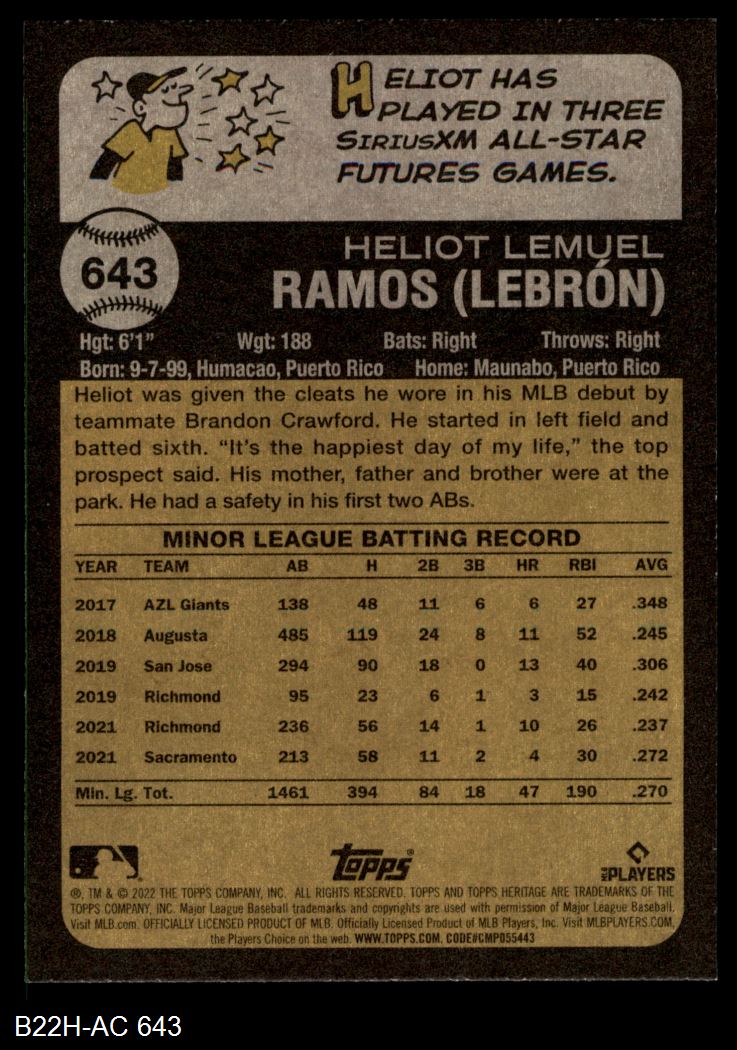 HELIOT HAS
PLAYED IN THREE
SIRIUSXM ALL-STAR
FUTURES GAMES.
643
HELIOT LEMUEL
RAMOS (LEBRÓN)
Hgt: 6'1" Wgt: 188 Bats: Right Throws: Right
Born: 9-7-99, Humacao, Puerto Rico Home: Maunabo, Puerto Rico
Heliot was given the cleats he wore in his MLB debut by
teammate Brandon Crawford. He started in left field and
batted sixth. “It’s the happiest day of my life,” the top
prospect said. His mother, father and brother were at the
park. He had a safety in his first two ABs.
MINOR LEAGUE BATTING RECORD
YEAR TEAM AB H 2B 3B HR RBI AVG
2017 AZL Giants 138 48 11 6 6 27 .348
2018 Augusta 485 119 24 8 11 52 .245
2019 San Jose 294 90 18 0 13 40 .306
2019 Richmond 95 23 6 1 3 15 .242
2021 Richmond 236 56 14 1 10 26 .237
2021 Sacramento 213 58 11 2 4 30 .272
Min. Lg. Tot. 1461 394 84 18 47 190 .270
Topps® MLB PLAYERS
®, TM & © 2022 THE TOPPS COMPANY, INC. ALL RIGHTS RESERVED. TOPPS AND TOPPS HERITAGE ARE TRADEMARKS OF THE
TOPPS COMPANY, INC. Major League Baseball trademarks and copyrights are used with permission of Major League Baseball.
Visit MLB.com. OFFICIALLY LICENSED PRODUCT OF MLB. Officially Licensed Product of MLB Players, Inc. Visit MLBPLAYERS.COM,
the Players Choice on the web. WWW.TOPPS.COM. CODE#CMP055443
B22H-AC 643